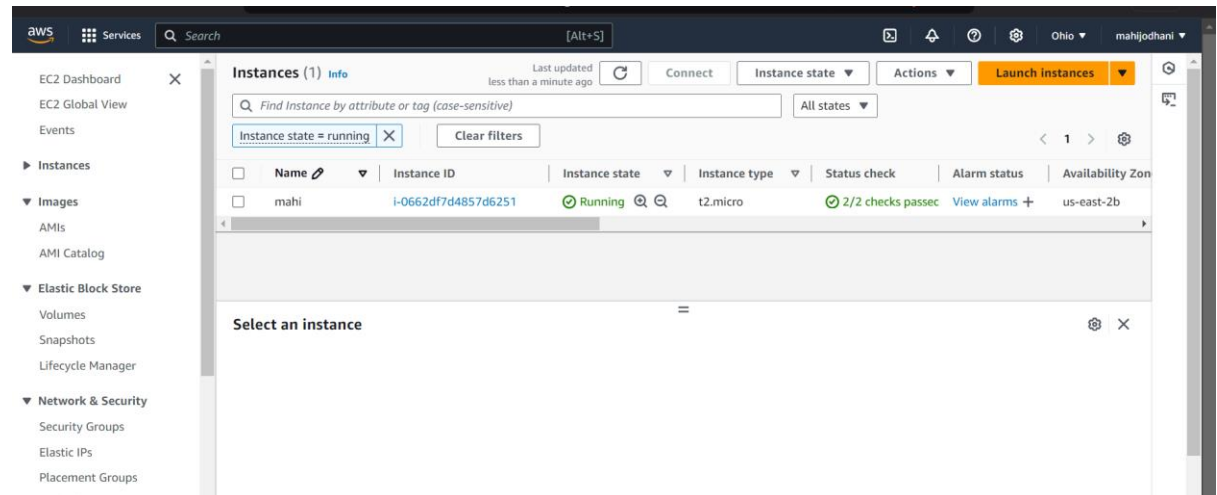 aws Services Search [Alt+S] Ohio mahijodhani
EC2 Dashboard
EC2 Global View
Events
Instances
Images
AMIs
AMI Catalog
Elastic Block Store
Volumes
Snapshots
Lifecycle Manager
Network & Security
Security Groups
Elastic IPs
Placement Groups
Instances (1) Info
Last updated
less than a minute ago
Connect Instance state Actions Launch instances
Find Instance by attribute or tag (case-sensitive) All states
Instance state = running Clear filters
1
Name Instance ID Instance state Instance type Status check Alarm status Availability Zon
mahi i-0662df7d4857d6251 Running t2.micro 2/2 checks passec View alarms + us-east-2b
Select an instance